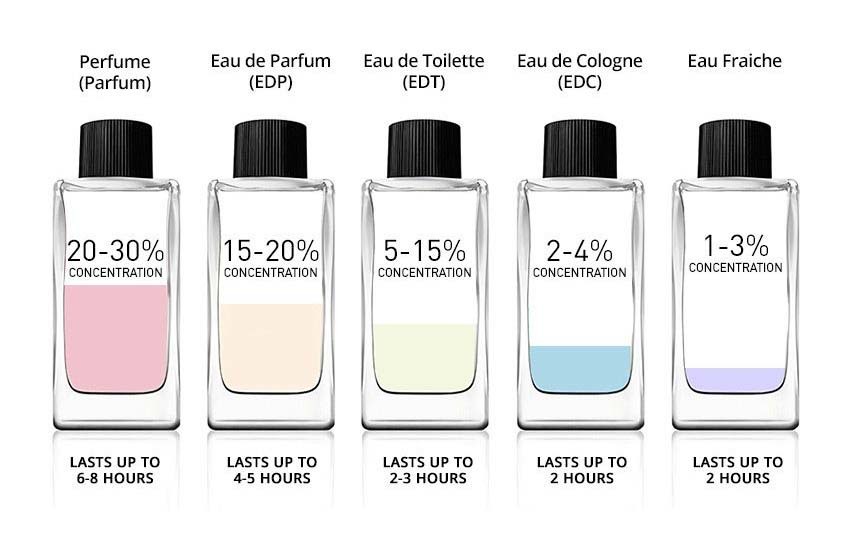 Perfume
(Parfum)
Eau de Parfum
(EDP)
Eau de Toilette
(EDT)
Eau de Cologne
(EDC)
Eau Fraiche
20-30%
CONCENTRATION
15-20%
CONCENTRATION
5-15%
CONCENTRATION
2-4%
CONCENTRATION
1-3%
CONCENTRATION
LASTS UP TO
6-8 HOURS
LASTS UP TO
4-5 HOURS
LASTS UP TO
2-3 HOURS
LASTS UP TO
2 HOURS
LASTS UP TO
2 HOURS